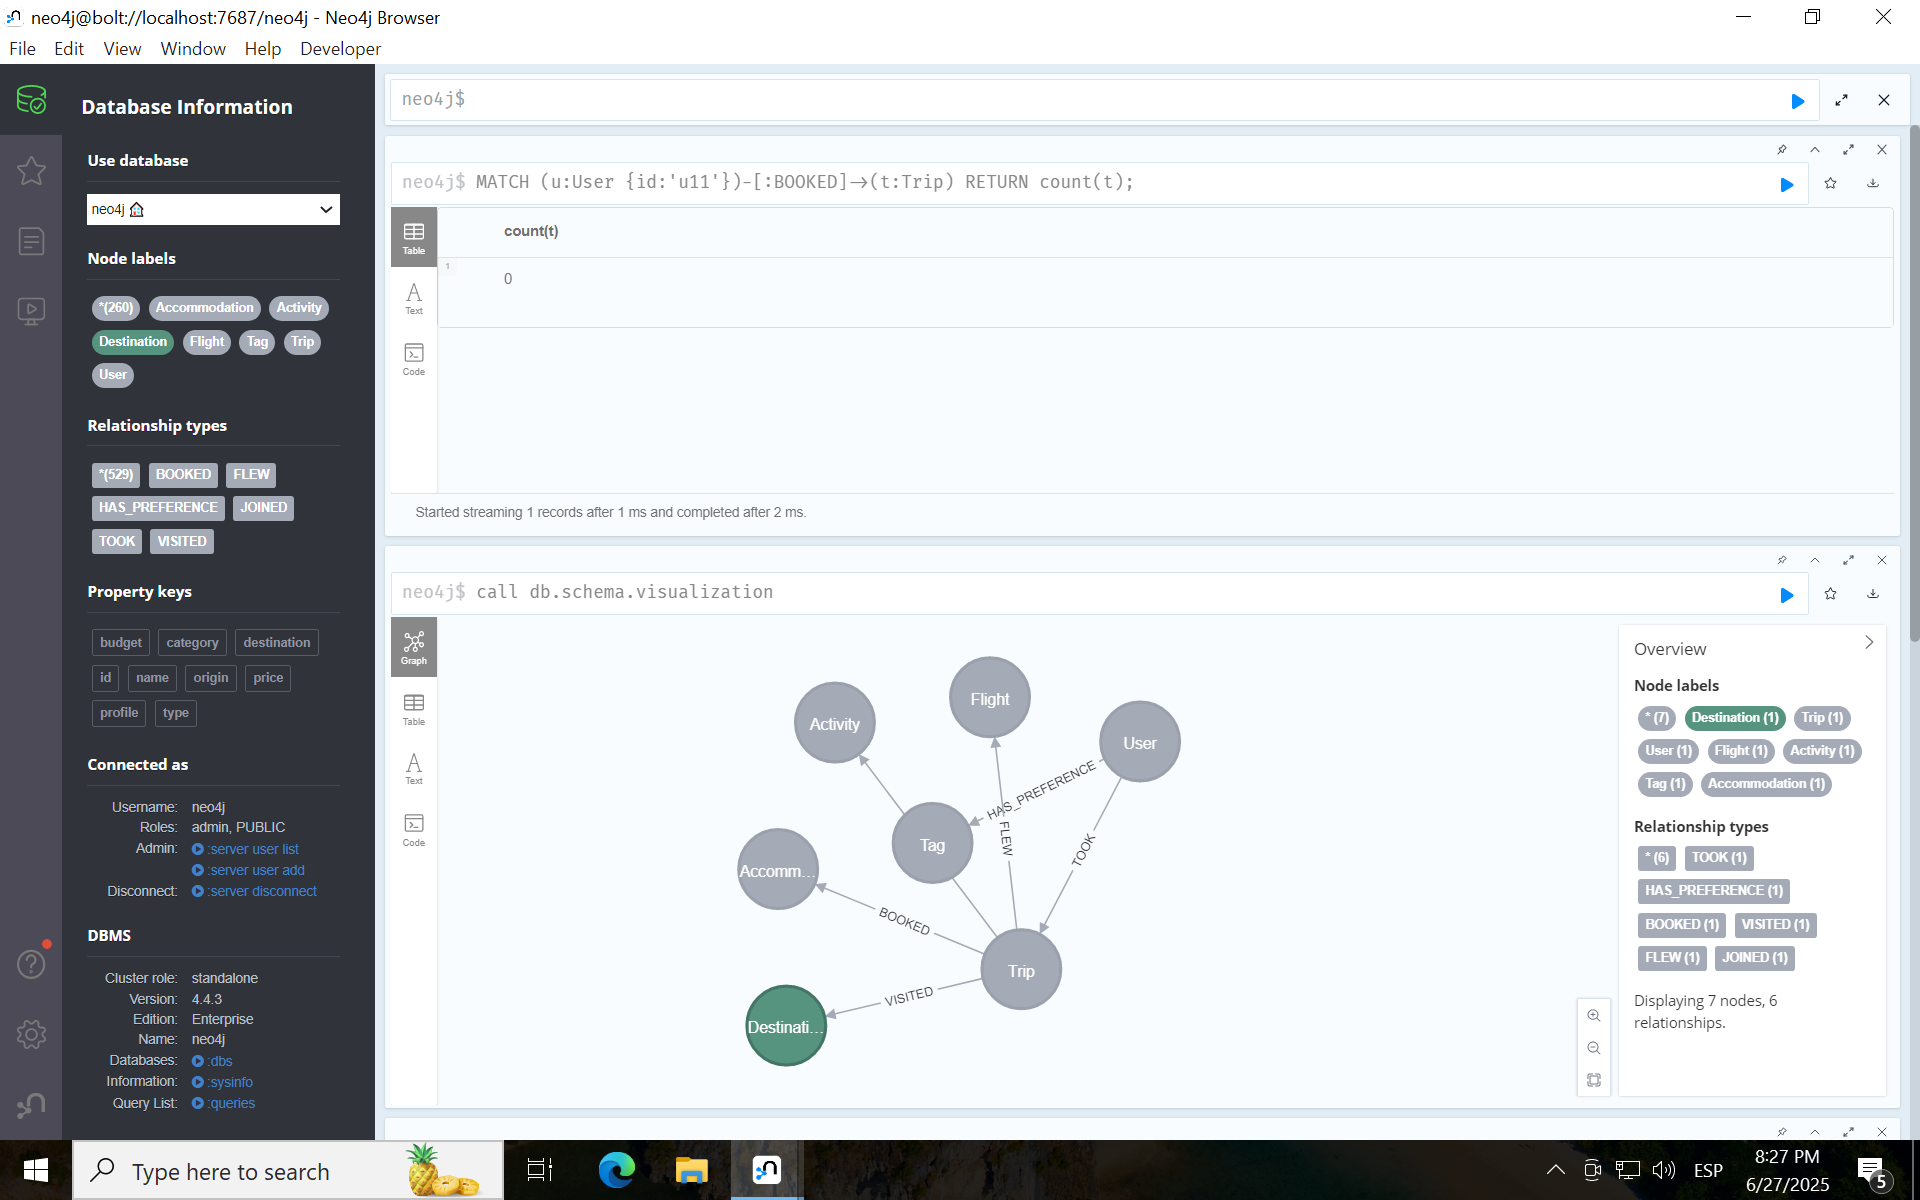 neo4j@bolt://localhost:7687/neo4j - Neo4j Browser
File Edit View Window Help Developer
Database Information
Use database
neo4j
Node labels
*(260) Accommodation Activity
Destination Flight Tag Trip
User
Relationship types
*(529) BOOKED FLEW
HAS_PREFERENCE JOINED
TOOK VISITED
Property keys
budget category destination
id name origin price
profile type
Connected as
Username: neo4j
Roles: admin, PUBLIC
Admin: :server user list
:server user add
Disconnect: :server disconnect
DBMS
Cluster role: standalone
Version: 4.4.3
Edition: Enterprise
Name: neo4j
Databases: :dbs
Information: :sysinfo
Query List: :queries
neo4j$
neo4j$ MATCH (u:User {id:'u11'})-[:BOOKED]->(t:Trip) RETURN count(t);
Table
Text
Code
count(t)
1
0
Started streaming 1 records after 1 ms and completed after 2 ms.
neo4j$ call db.schema.visualization
Graph
Table
Text
Code
Flight
Activity
User
HAS_PREFERENCE
FLEW
Tag
TOOK
Accomm...
BOOKED
Trip
VISITED
Destinati...
Overview
Node labels
* (7) Destination (1) Trip (1)
User (1) Flight (1) Activity (1)
Tag (1) Accommodation (1)
Relationship types
* (6) TOOK (1)
HAS_PREFERENCE (1)
BOOKED (1) VISITED (1)
FLEW (1) JOINED (1)
Displaying 7 nodes, 6
relationships.
Type here to search
ESP
8:27 PM
6/27/2025
5